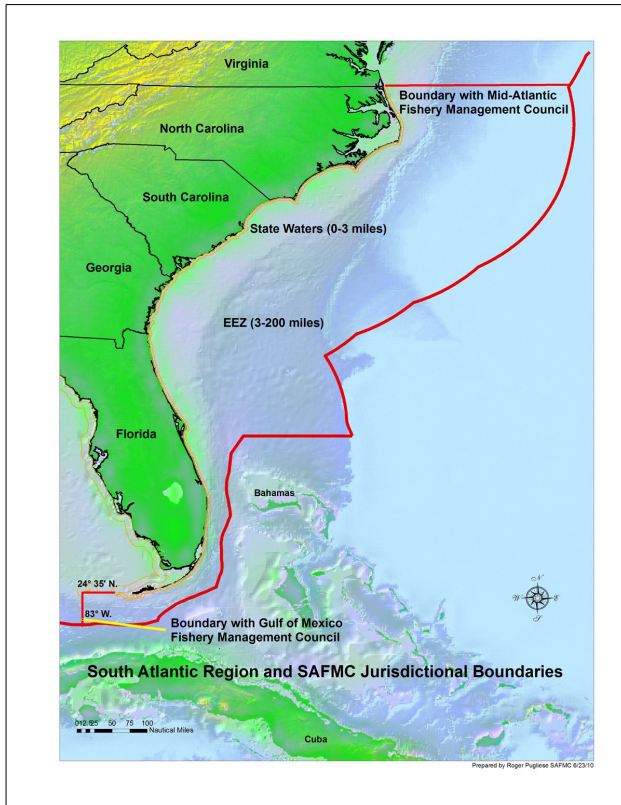 Virginia
Boundary with Mid-Atlantic
Fishery Management Council
North Carolina
South Carolina
State Waters (0-3 miles)
Georgia
EEZ (3-200 miles)
Florida
Bahamas
24° 35' N.
83° W.
Boundary with Gulf of Mexico
Fishery Management Council
N
W
E
S
South Atlantic Region and SAFMC Jurisdictional Boundaries
0 12.5 25 50 75 100
Nautical Miles
Cuba
Prepared by Roger Pugliese SAFMC 6/23/10